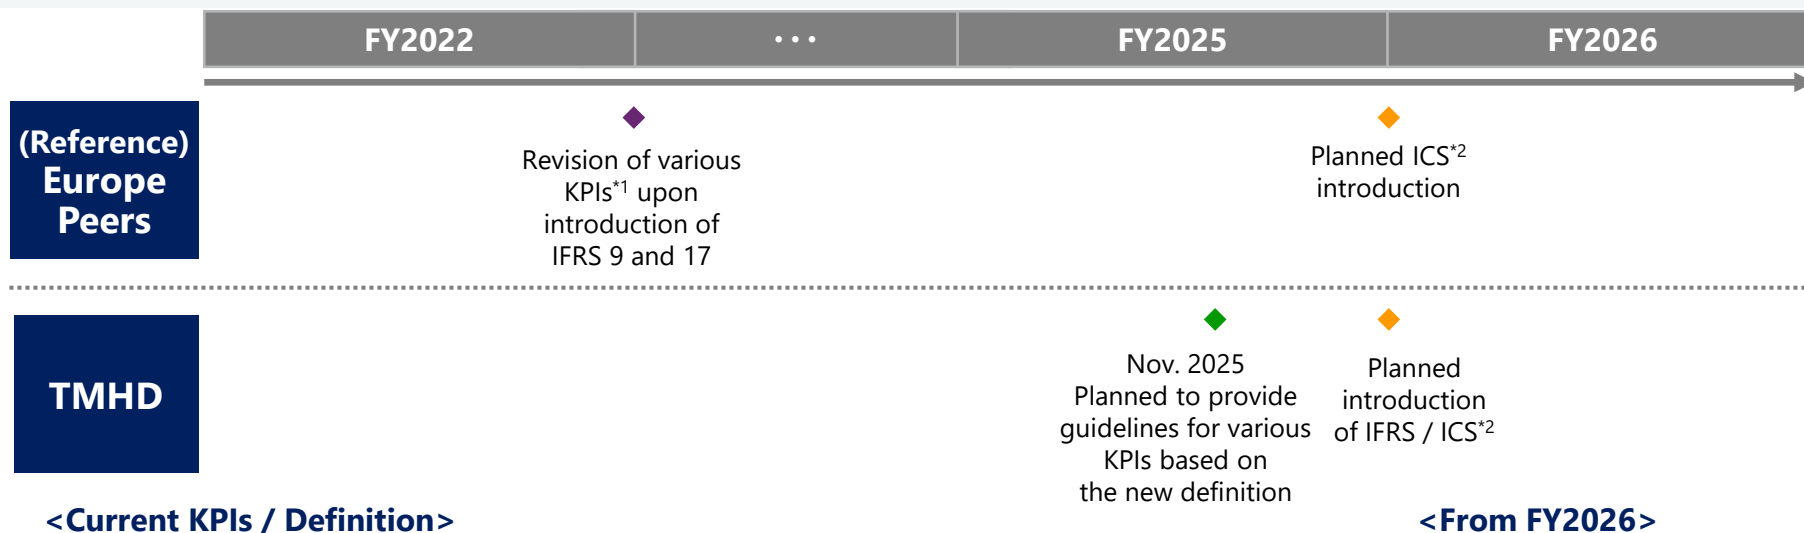 FY2022
・・・
FY2025
FY2026
(Reference)
Europe
Peers
Revision of various
KPIs*1 upon
introduction of
IFRS 9 and 17
Planned ICS*2
introduction
TMHD
Nov. 2025
Planned to provide
guidelines for various
KPIs based on
the new definition
Planned
introduction
of IFRS / ICS*2
<Current KPIs / Definition>
<From FY2026>